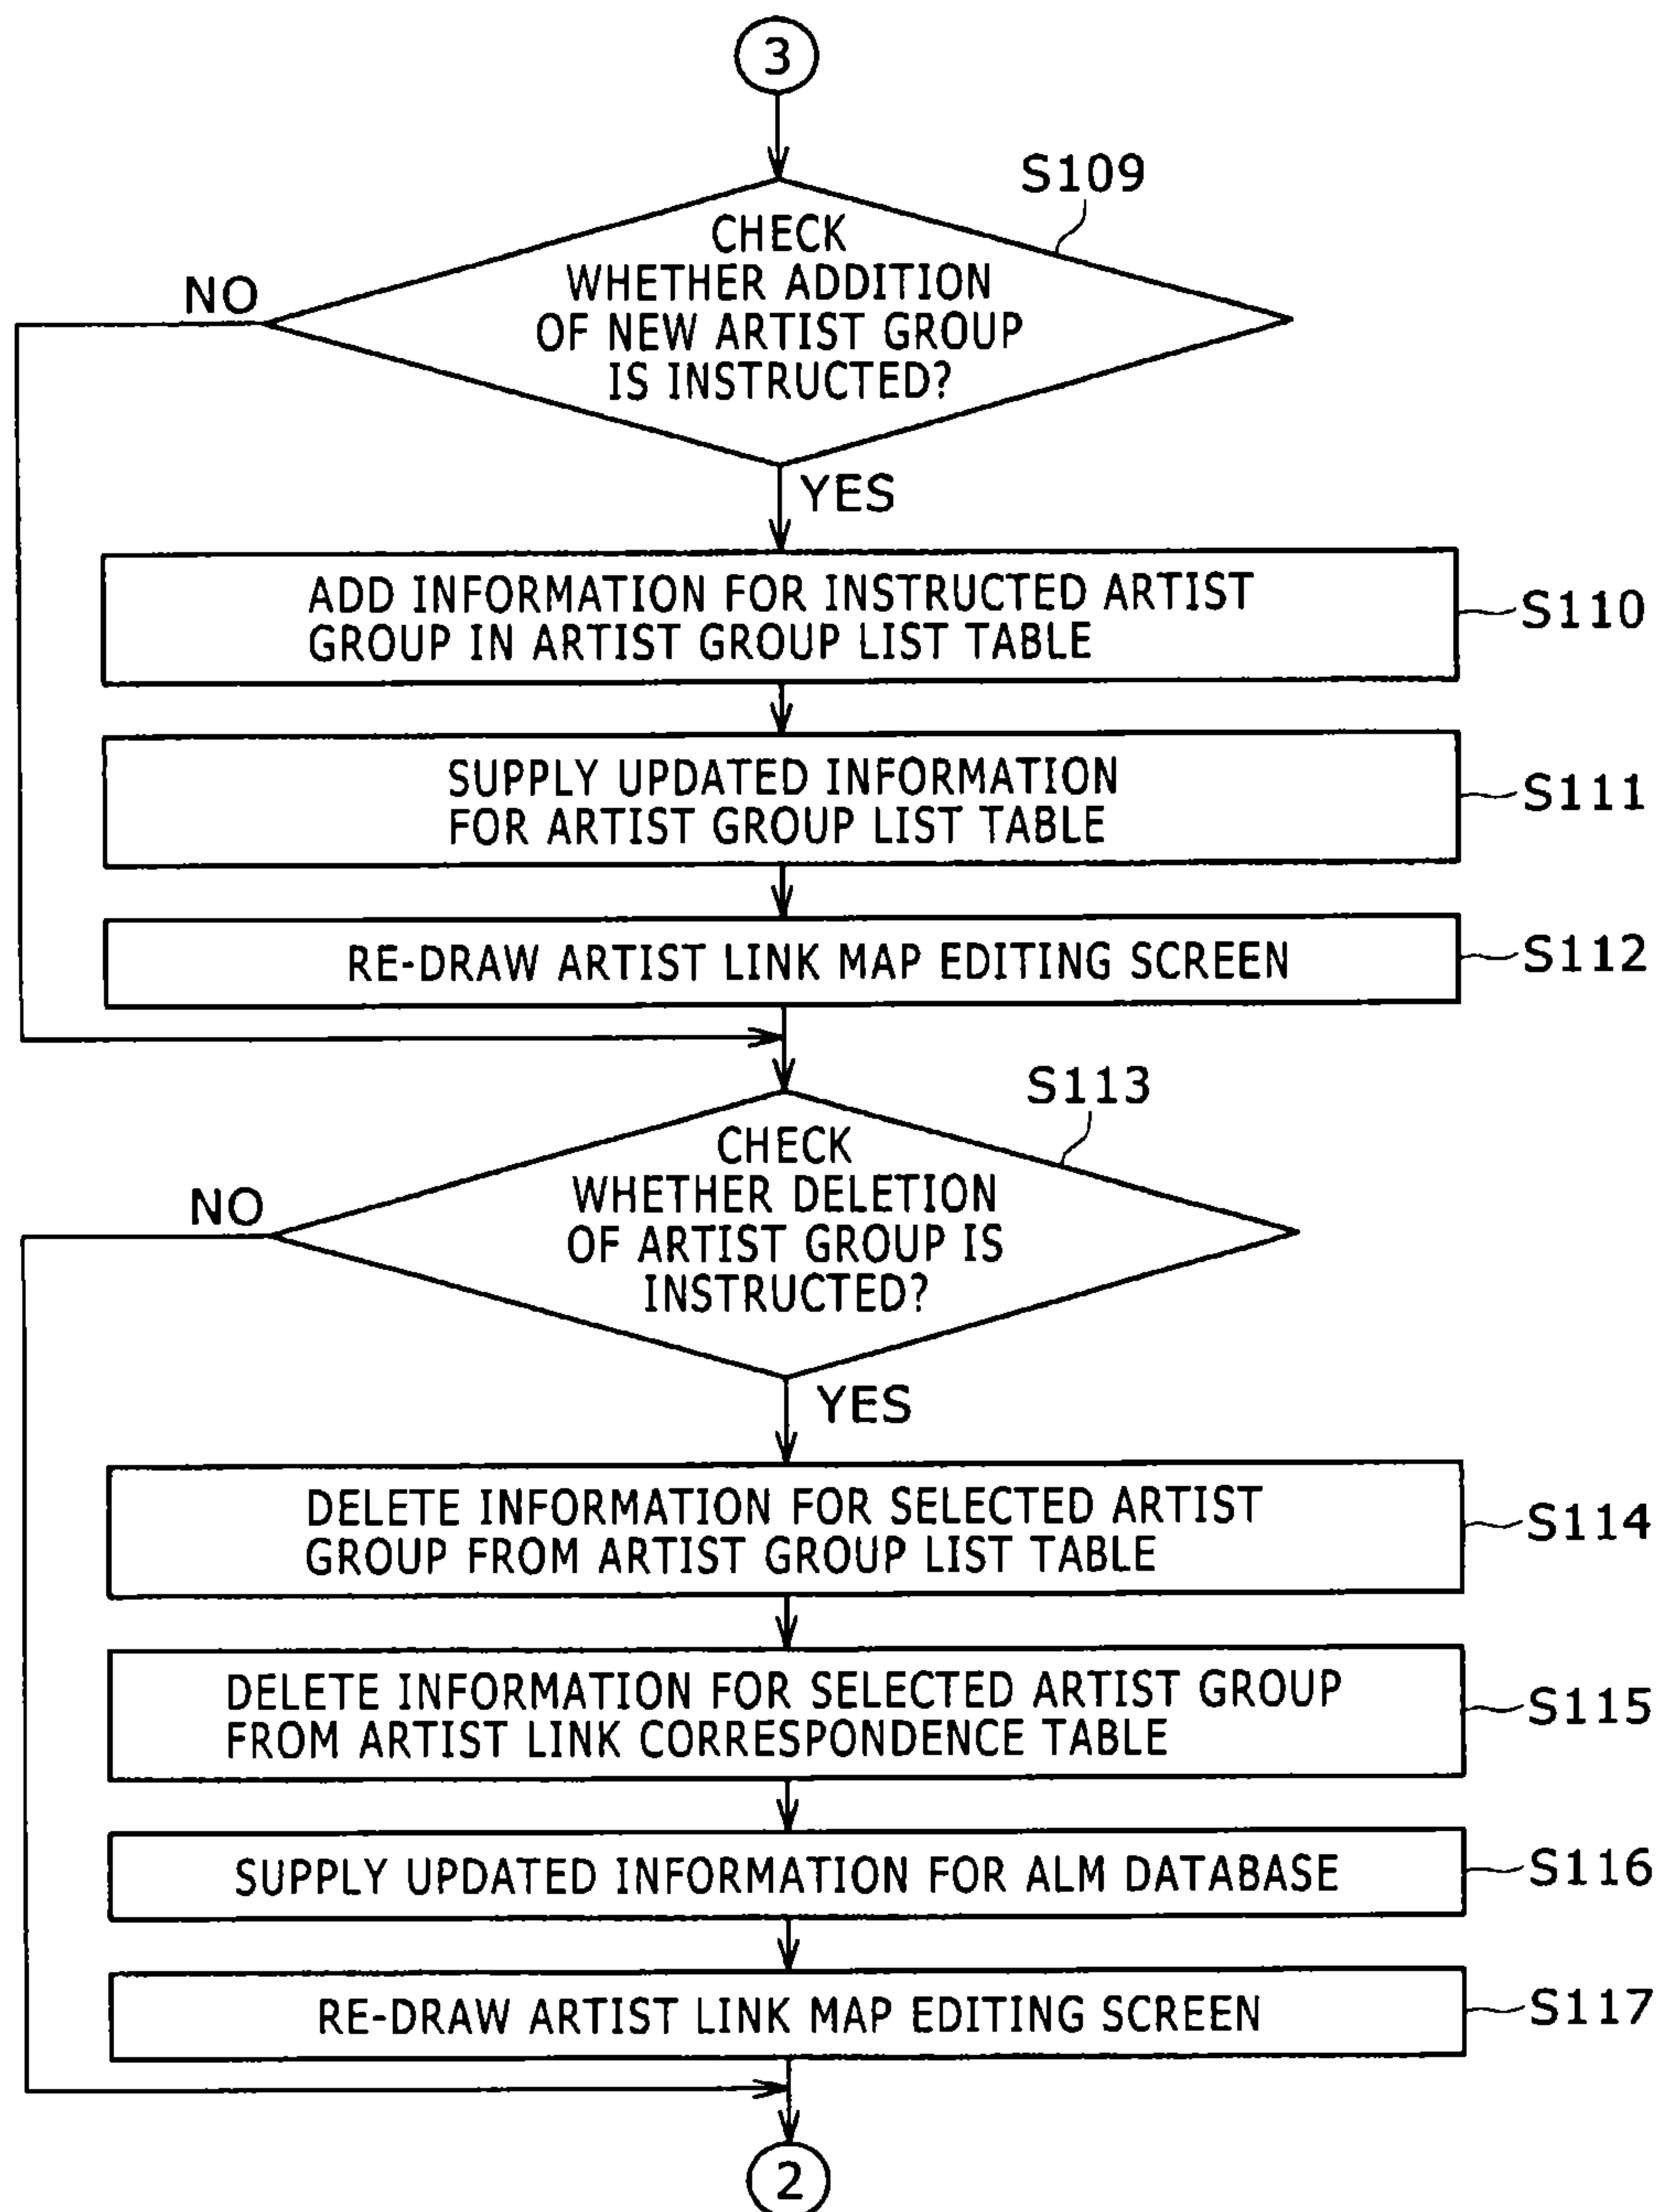 3
S109
CHECK
WHETHER ADDITION
OF NEW ARTIST GROUP
IS INSTRUCTED?
NO
YES
ADD INFORMATION FOR INSTRUCTED ARTIST
GROUP IN ARTIST GROUP LIST TABLE
S110
SUPPLY UPDATED INFORMATION
FOR ARTIST GROUP LIST TABLE
S111
RE-DRAW ARTIST LINK MAP EDITING SCREEN
S112
S113
CHECK
WHETHER DELETION
OF ARTIST GROUP IS
INSTRUCTED?
NO
YES
DELETE INFORMATION FOR SELECTED ARTIST
GROUP FROM ARTIST GROUP LIST TABLE
S114
DELETE INFORMATION FOR SELECTED ARTIST GROUP
FROM ARTIST LINK CORRESPONDENCE TABLE
S115
SUPPLY UPDATED INFORMATION FOR ALM DATABASE
S116
RE-DRAW ARTIST LINK MAP EDITING SCREEN
S117
2